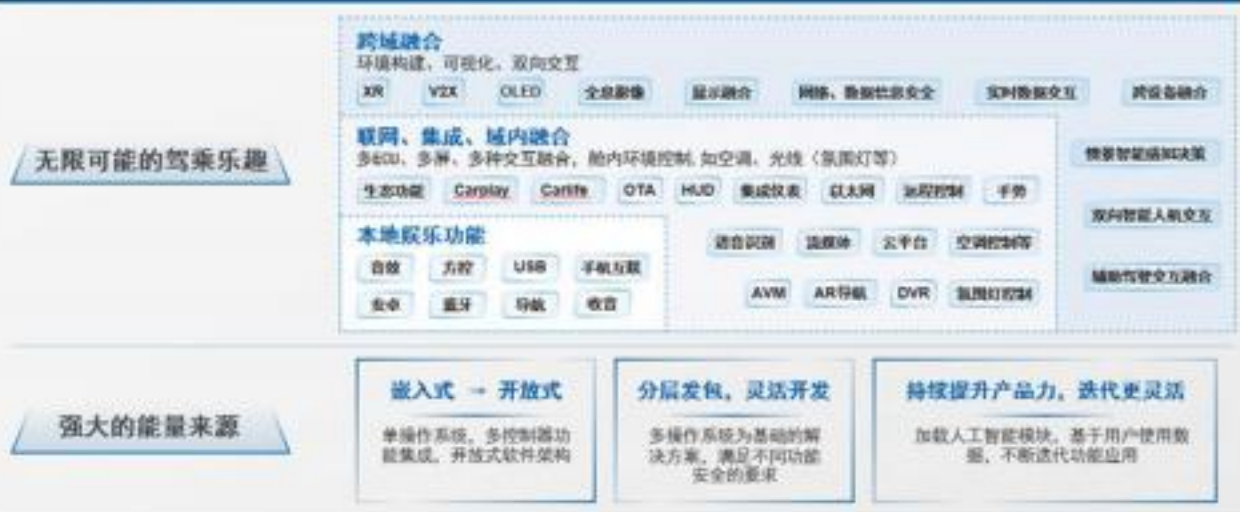 无限可能的驾乘乐趣
跨域融合
环境构建、可视化、双向交互
XR V2X OLED 全息影像 显示融合 网络、数据信息安全 实时数据交互 跨设备融合
联网、集成、域内融合
多ECU、多屏、多种交互融合，舱内环境控制, 如空调、光线（氛围灯等）
生态功能 Carplay Carlife OTA HUD 集成仪表 以太网 远程控制 手势
本地娱乐功能
音效 方控 USB 手机互联
安卓 蓝牙 导航 收音
语音识别 流媒体 云平台 空调控制等
AVM AR导航 DVR 氛围灯控制
情景智能感知决策
双向智能人机交互
辅助驾驶交互融合
强大的能量来源
嵌入式 → 开放式
单操作系统，多控制器功
能集成，开放式软件架构
分层发包，灵活开发
多操作系统为基础的解
决方案，满足不同功能
安全的要求
持续提升产品力，迭代更灵活
加载人工智能模块，基于用户使用数
据，不断迭代功能应用